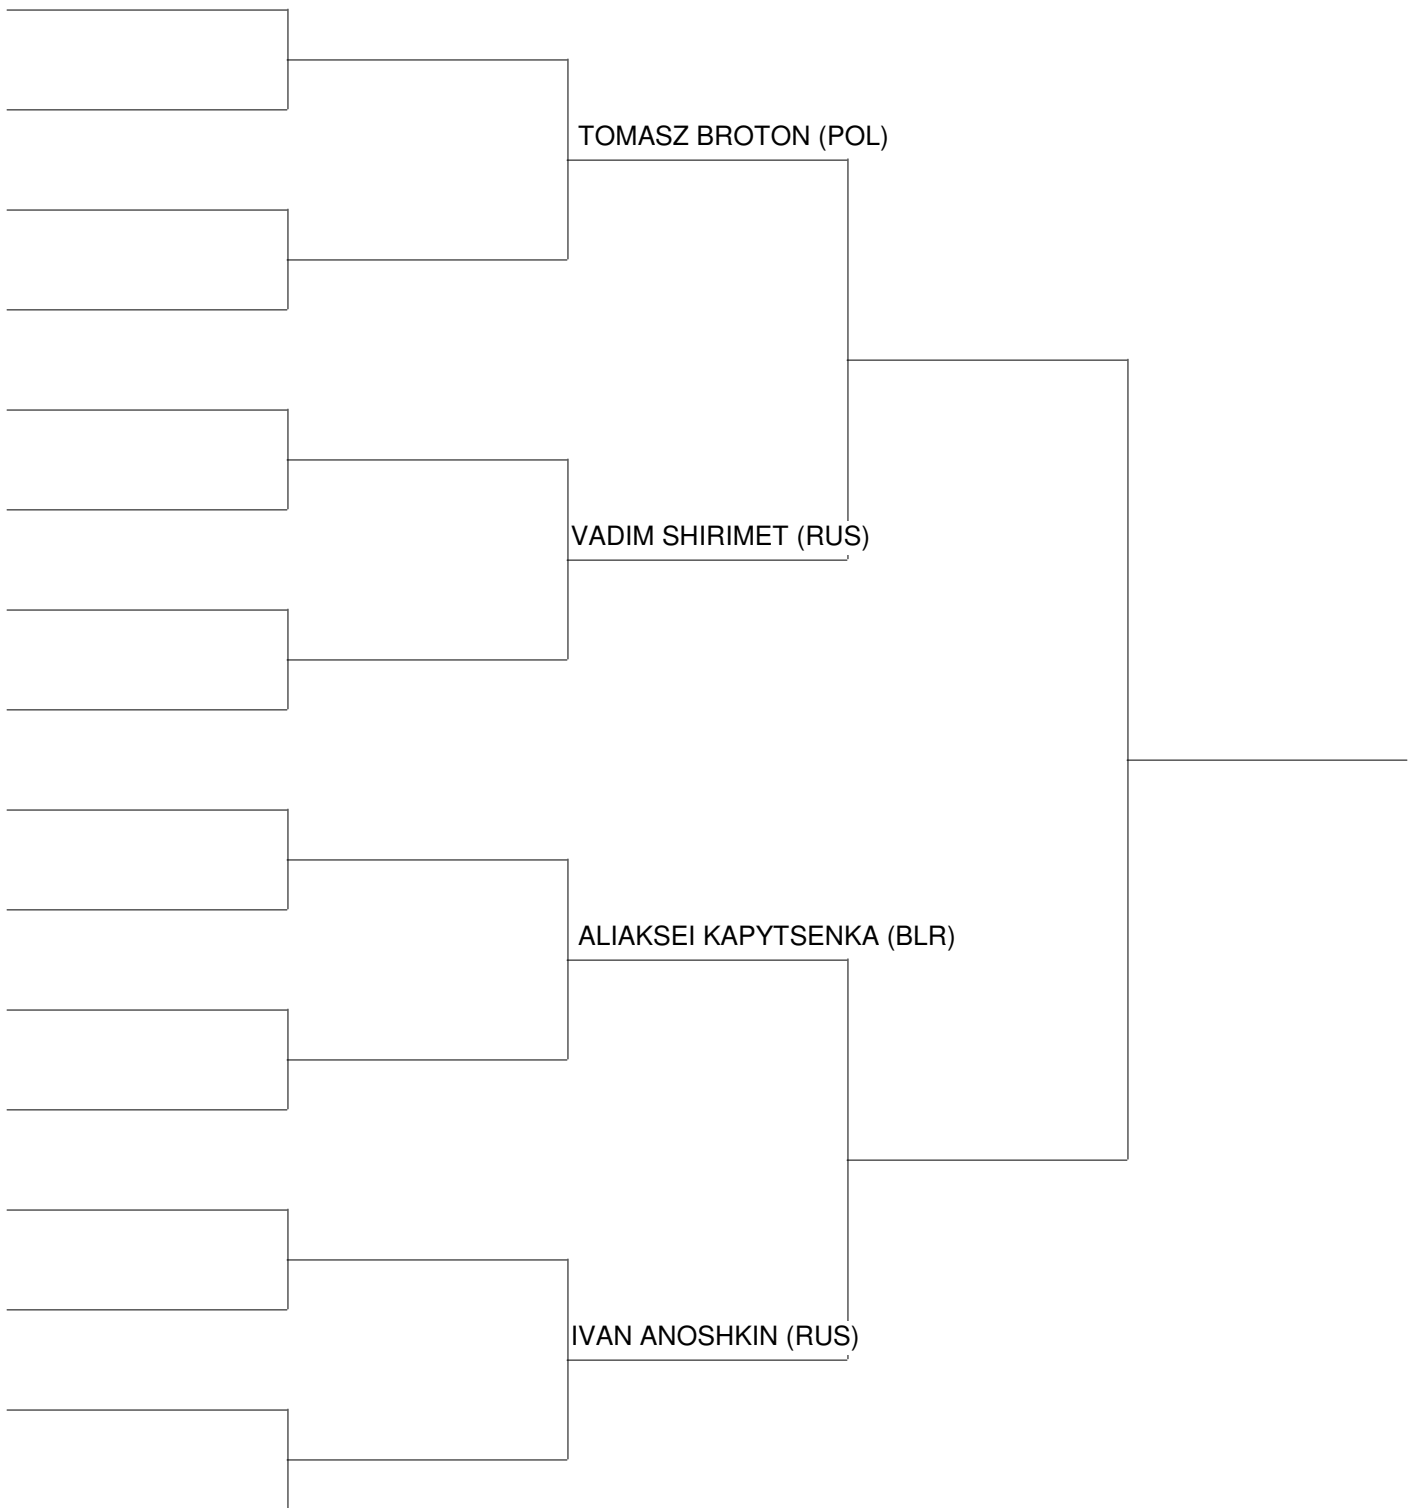 TOMASZ BROTON (POL)
VADIM SHIRIMET (RUS)
ALIAKSEI KAPYTSENKA (BLR)
IVAN ANOSHKIN (RUS)